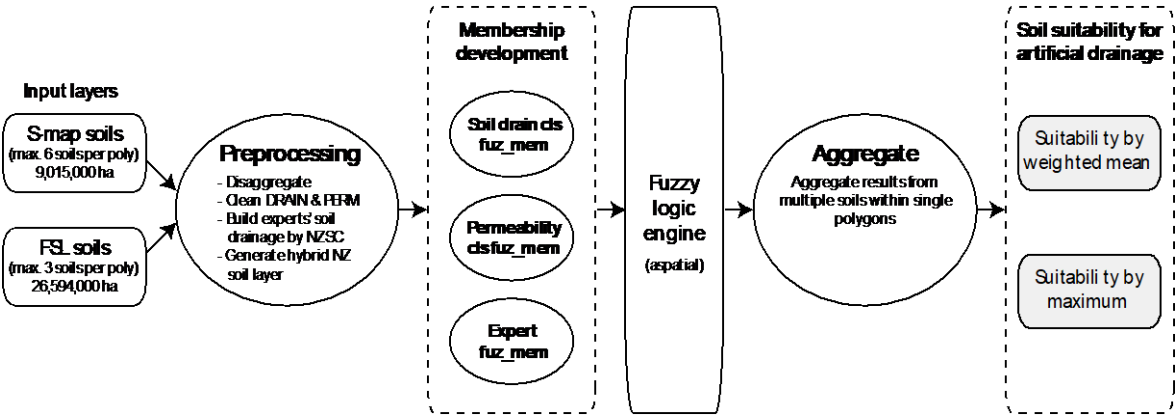 Input layers
S-map soils
(max. 6 soils per poly)
9,015,000 ha
FSL soils
(max. 3 soils per poly)
26,594,000 ha
Preprocessing
- Disaggregate
- Clean DRAIN & PERM
- Build experts' soil
drainage by NZSC
- Generate hybrid NZ
soil layer
Membership
development
Soil drain cls
fuz_mem
Permeability
cls fuz_mem
Expert
fuz_mem
Fuzzy
logic
engine
(aspatial)
Aggregate
Aggregate results from
multiple soils within single
polygons
Soil suitability for
artificial drainage
Suitability by
weighted mean
Suitability by
maximum